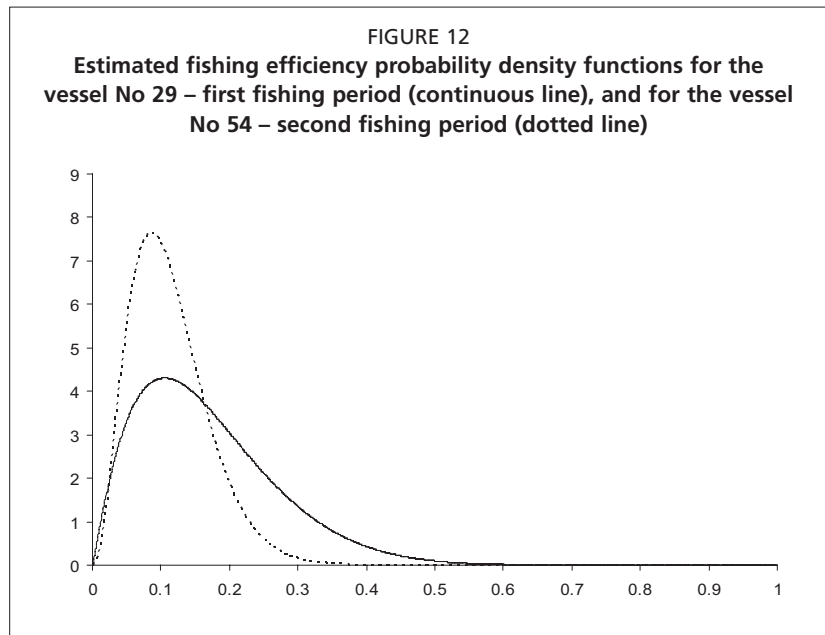 FIGURE 12
Estimated fishing efficiency probability density functions for the
vessel No 29 – first fishing period (continuous line), and for the vessel
No 54 – second fishing period (dotted line)
9
8
7
6
5
4
3
2
1
0
0 0.1 0.2 0.3 0.4 0.5 0.6 0.7 0.8 0.9 1